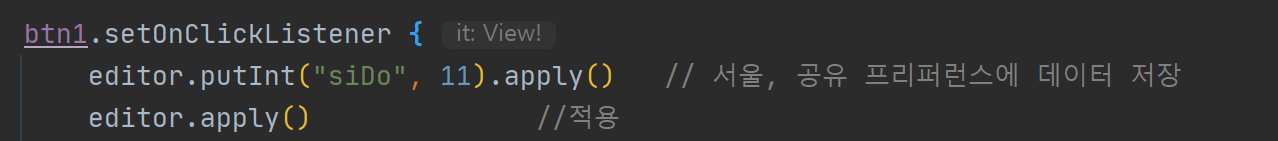 btn1.setOnClickListener { it: View!
editor.putInt("siDo", 11).apply() // 서울, 공유 프리퍼런스에 데이터 저장
editor.apply() //적용